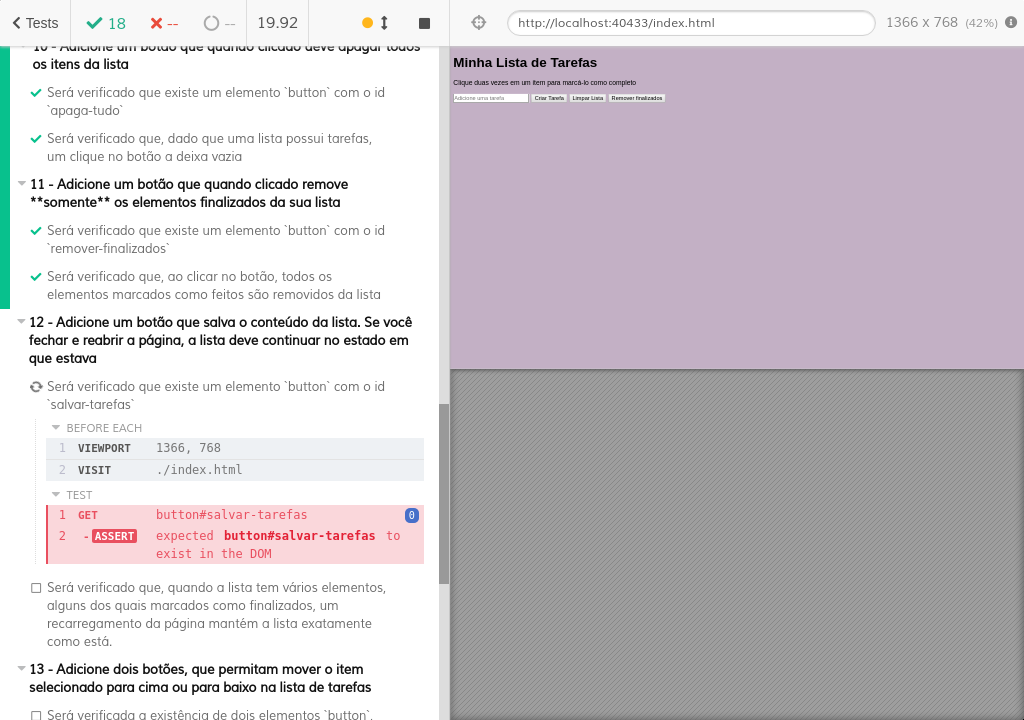 Tests
18
--
--
19.92
http://localhost:40433/index.html
1366 x 768 (42%)
10 - Adicione um botão que quando clicado deve apagar todos
os itens da lista
Será verificado que existe um elemento `button` com o id
`apaga-tudo`
Será verificado que, dado que uma lista possui tarefas,
um clique no botão a deixa vazia
11 - Adicione um botão que quando clicado remove
**somente** os elementos finalizados da sua lista
Será verificado que existe um elemento `button` com o id
`remover-finalizados`
Será verificado que, ao clicar no botão, todos os
elementos marcados como feitos são removidos da lista
12 - Adicione um botão que salva o conteúdo da lista. Se você
fechar e reabrir a página, a lista deve continuar no estado em
que estava
Será verificado que existe um elemento `button` com o id
`salvar-tarefas`
BEFORE EACH
1 VIEWPORT 1366, 768
2 VISIT ./index.html
TEST
1 GET button#salvar-tarefas 0
2 -ASSERT expected button#salvar-tarefas to
exist in the DOM
Será verificado que, quando a lista tem vários elementos,
alguns dos quais marcados como finalizados, um
recarregamento da página mantém a lista exatamente
como está.
13 - Adicione dois botões, que permitam mover o item
selecionado para cima ou para baixo na lista de tarefas
Será verificada a existência de dois elementos `button`,
Minha Lista de Tarefas
Clique duas vezes em um item para marcá-lo como completo
Adicione uma tarefa
Criar Tarefa
Limpar Lista
Remover finalizados